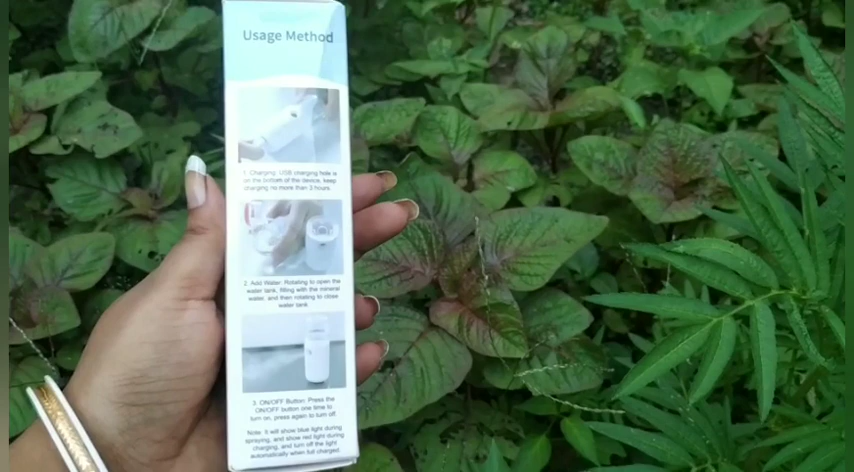 Usage Method
1. Charging: USB charging hole is
on the bottom of the device, keep
charging no more than 3 hours.
2. Add Water: Rotating to open the
water tank, filling with the mineral
water, and then rotating to close
water tank.
3. ON/OFF Button: Press the
ON/OFF button one time to
turn on, press again to turn off.
Note: It will show blue light during
spraying, and show red light during
charging, and turn off the light
automatically when full charged.